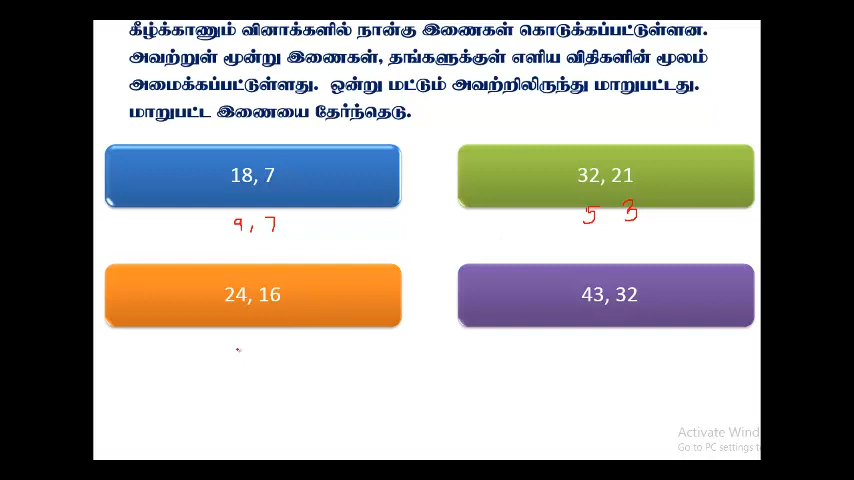 கீழ்க்காணும் வினாக்களில் நான்கு இணைகள் கொடுக்கப்பட்டுள்ளன.
அவற்றுள் மூன்று இணைகள், தங்களுக்குள் எளிய விதிகளின் மூலம்
அமைக்கப்பட்டுள்ளது. ஒன்று மட்டும் அவற்றிலிருந்து மாறுபட்டது.
மாறுபட்ட இணையை தேர்ந்தெடு.
18, 7
32, 21
9, 7
5 3
24, 16
43, 32
Activate Wind
Go to PC settings t